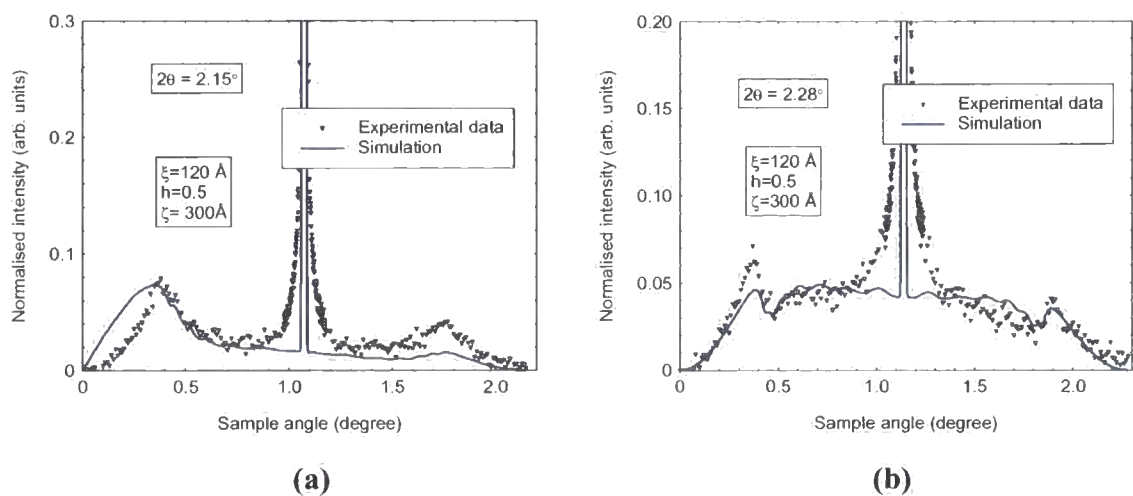 0.3
0.2
0.1
0
Normalised intensity (arb. units)
2θ = 2.15°
Experimental data
Simulation
ξ=120 Å
h=0.5
ζ= 300Å
0
0.5
1.0
1.5
2.0
Sample angle (degree)
(a)
0.20
0.15
0.10
0.05
0
Normalised intensity (arb. units)
2θ = 2.28°
Experimental data
Simulation
ξ=120 Å
h=0.5
ζ=300 Å
0
0.5
1.0
1.5
2.0
Sample angle (degree)
(b)